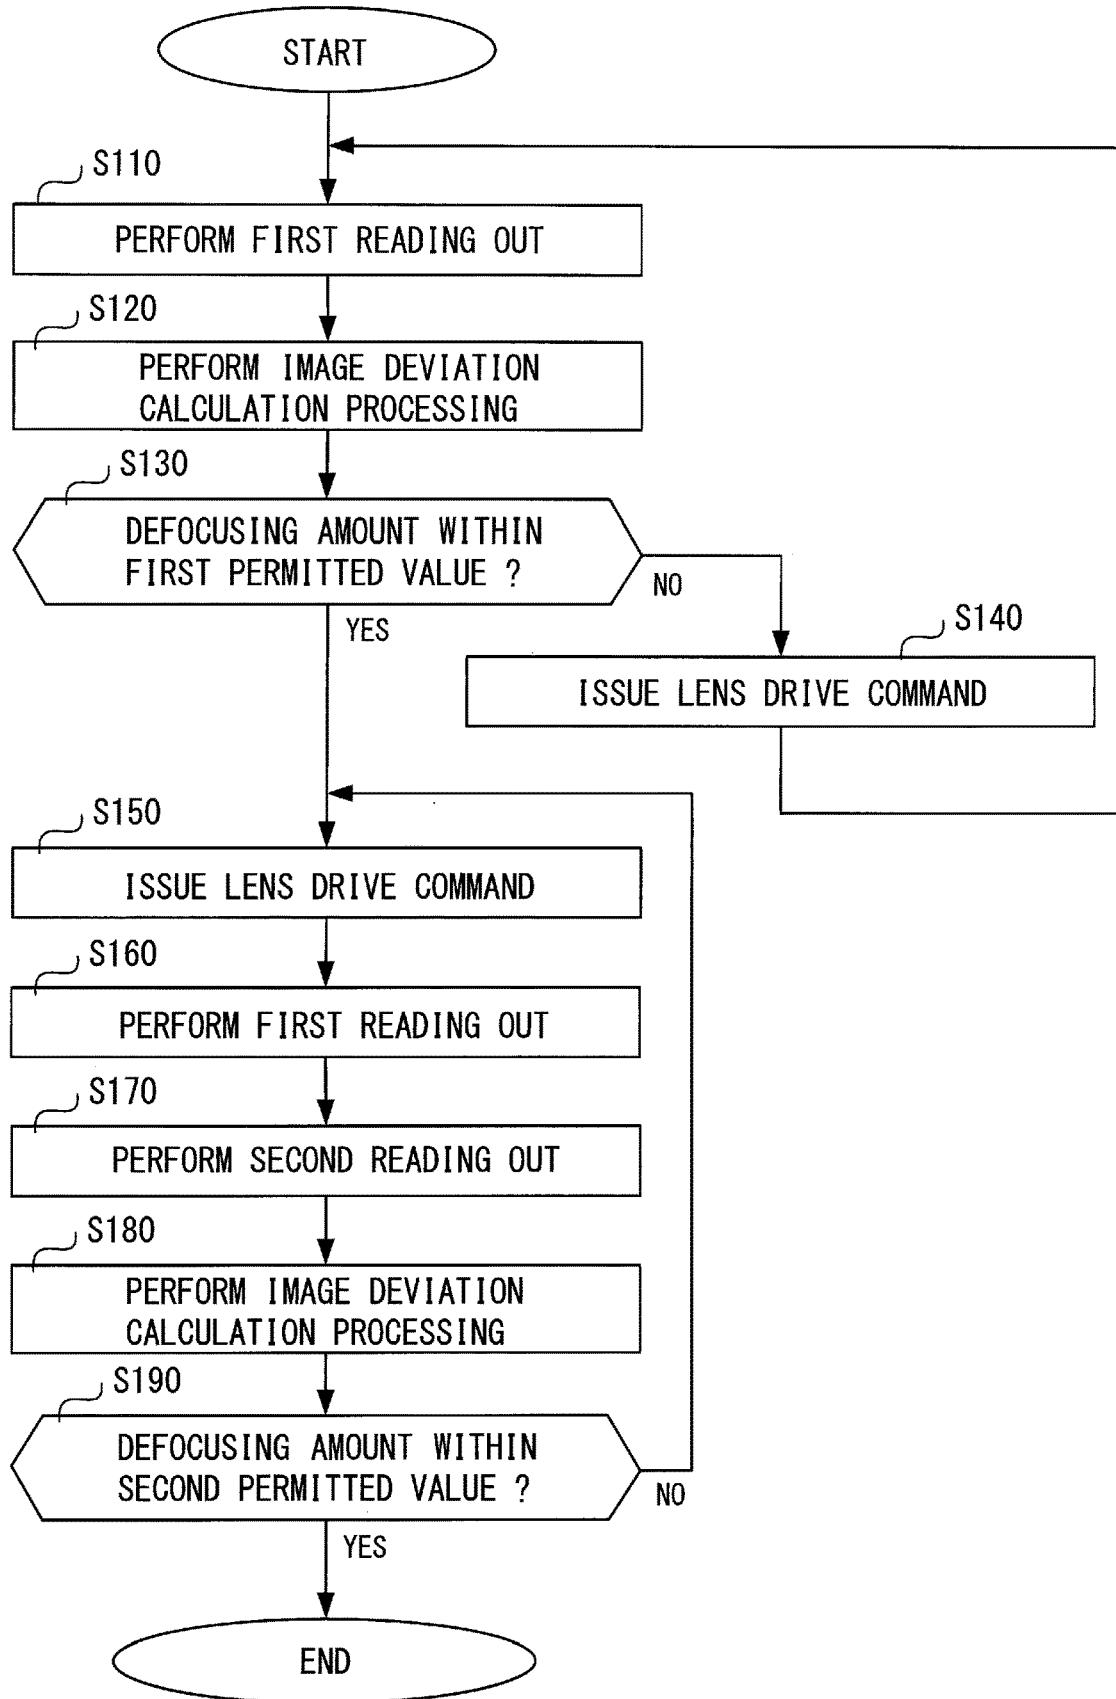 START
S110
PERFORM FIRST READING OUT
S120
PERFORM IMAGE DEVIATION
CALCULATION PROCESSING
S130
DEFOCUSING AMOUNT WITHIN
FIRST PERMITTED VALUE ?
NO
YES
S140
ISSUE LENS DRIVE COMMAND
S150
ISSUE LENS DRIVE COMMAND
S160
PERFORM FIRST READING OUT
S170
PERFORM SECOND READING OUT
S180
PERFORM IMAGE DEVIATION
CALCULATION PROCESSING
S190
DEFOCUSING AMOUNT WITHIN
SECOND PERMITTED VALUE ?
NO
YES
END